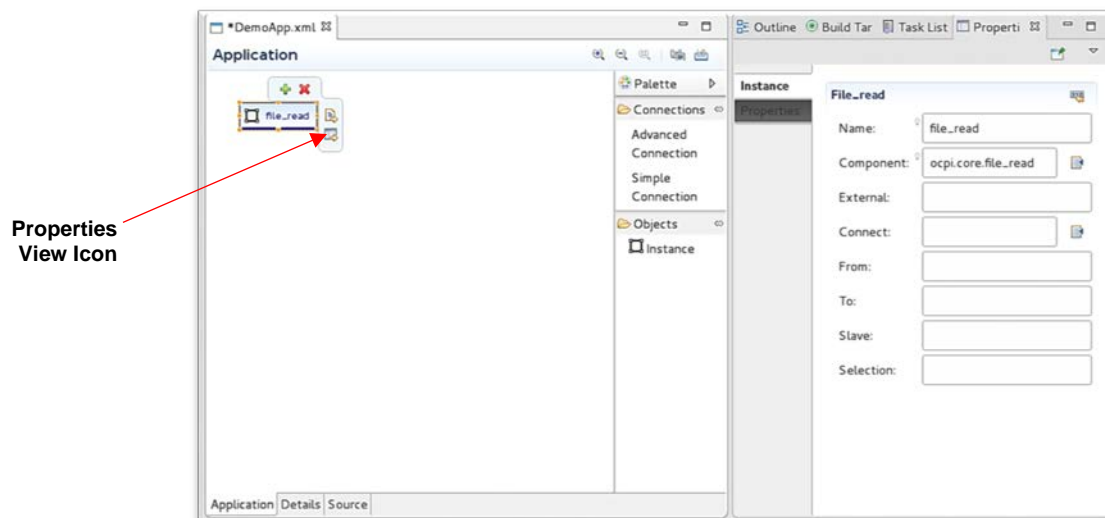 *DemoApp.xml
Application
file_read
Palette
Connections
Advanced
Connection
Simple
Connection
Objects
Instance
Application Details Source
Properties
View Icon
Outline Build Tar Task List Properti
Instance
Properties
File_read
Name: file_read
Component: ocpi.core.file_read
External:
Connect:
From:
To:
Slave:
Selection: